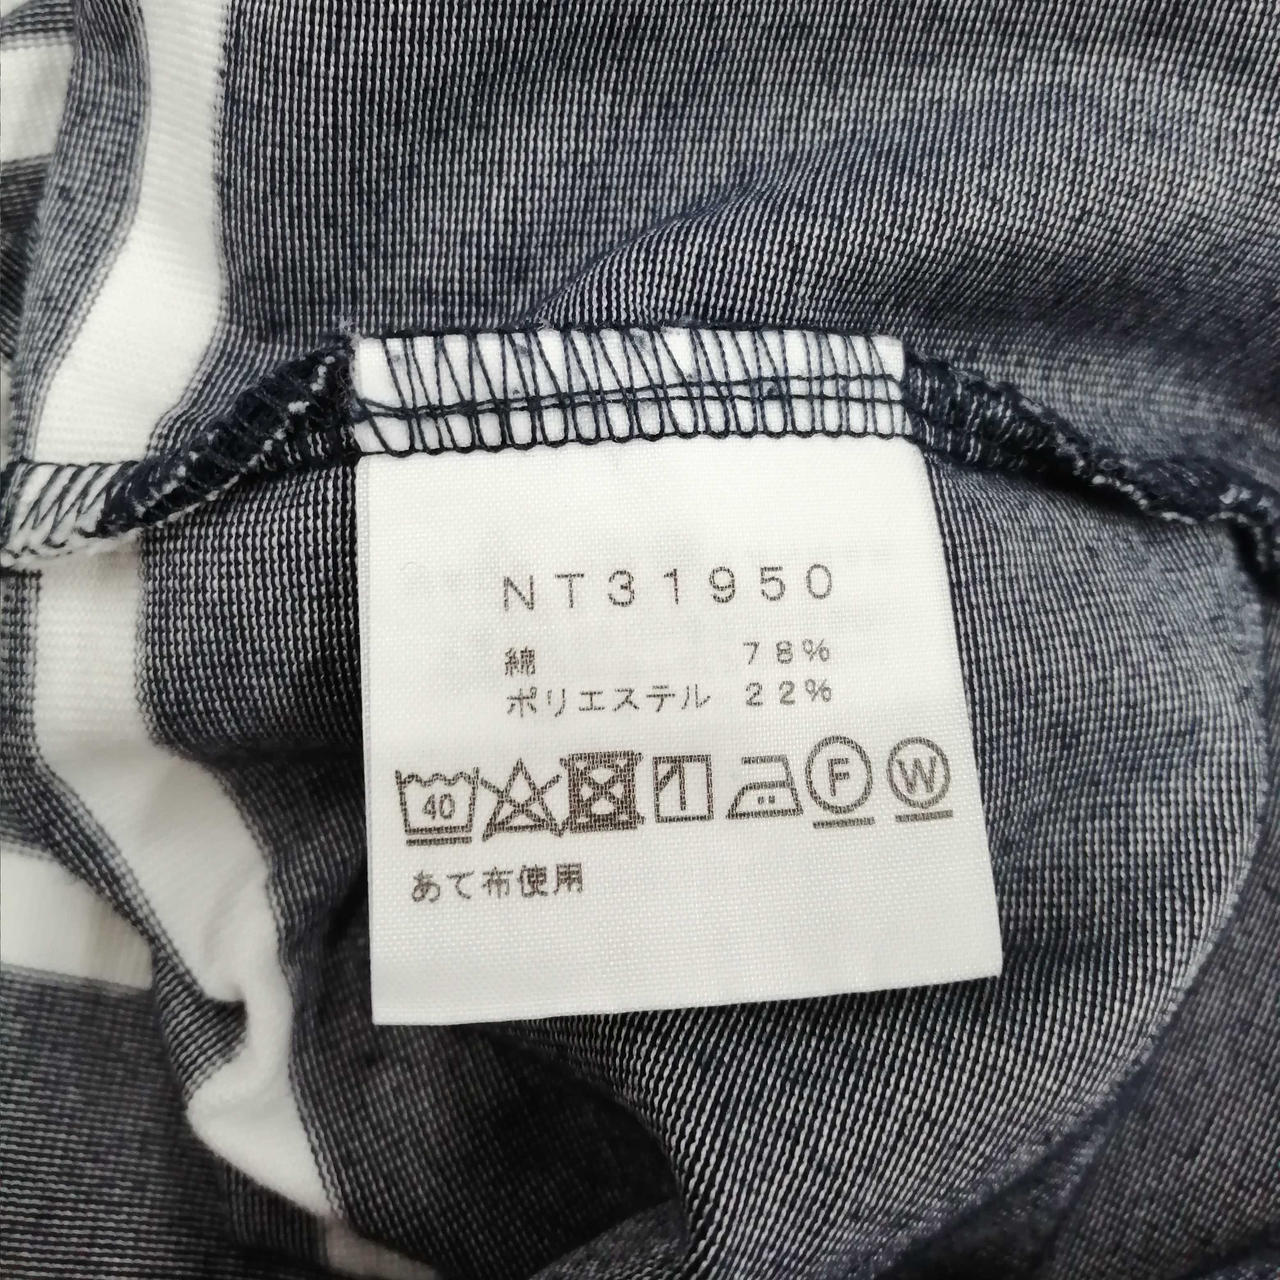 NT31950
綿 78%
ポリエステル 22%
40 F W
あて布使用